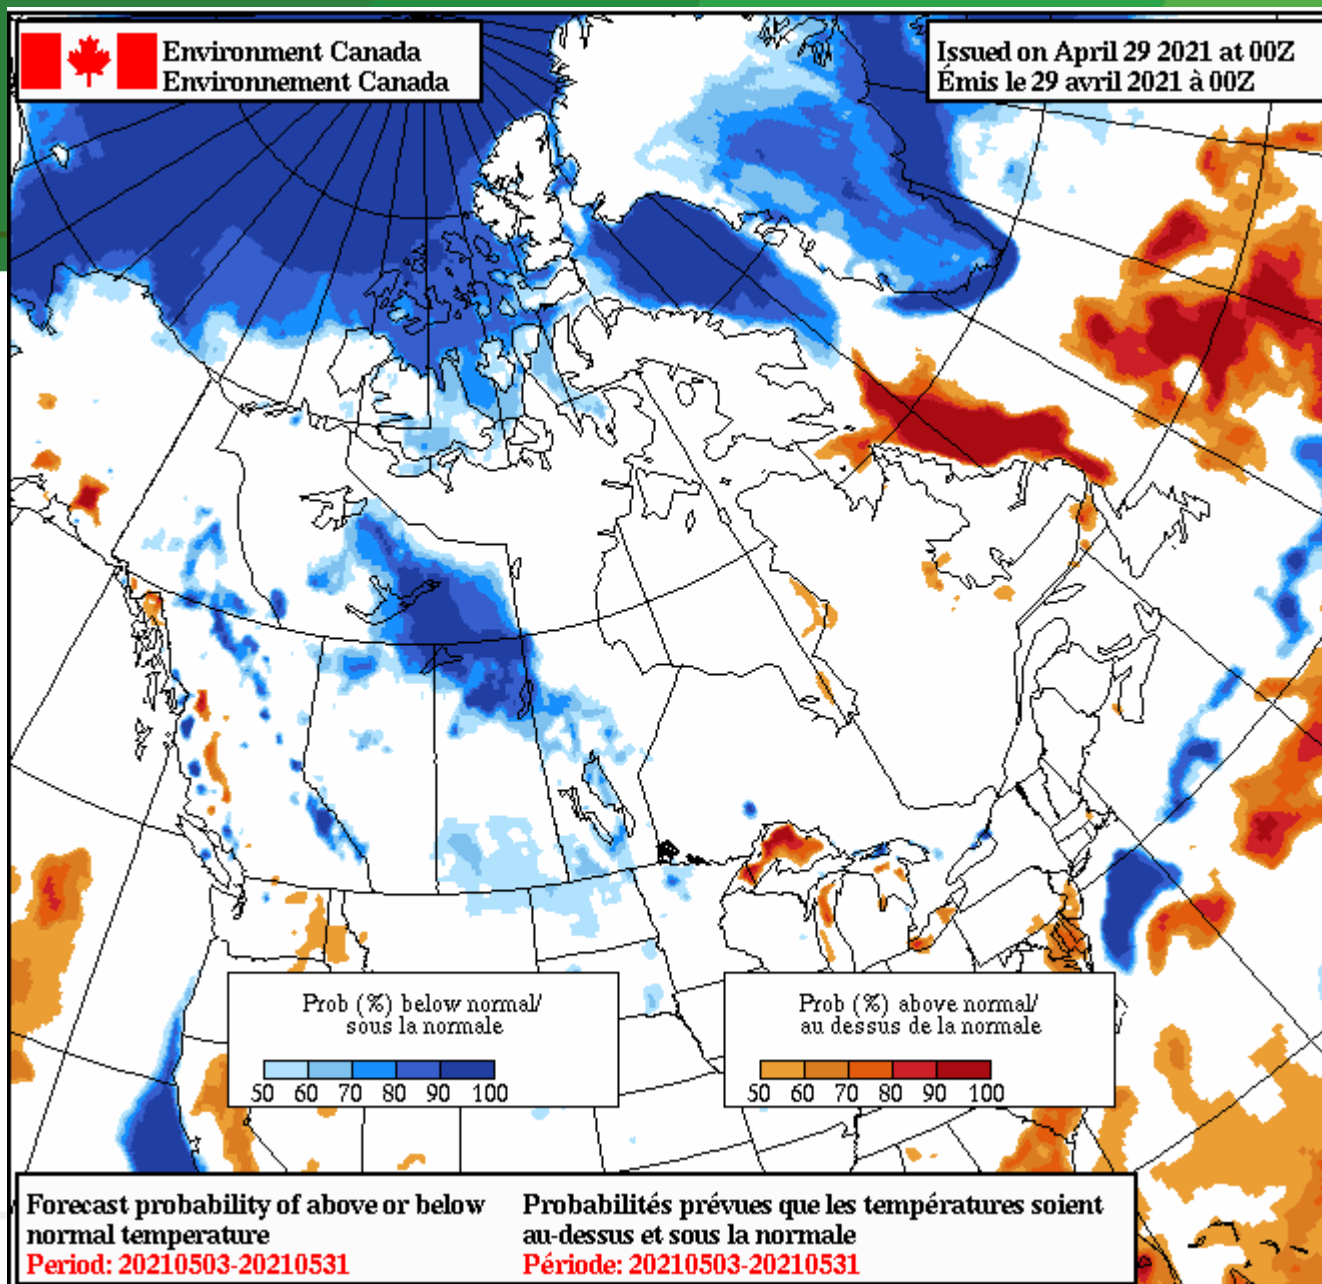 Environment Canada
Environnement Canada
Issued on April 29 2021 at 00Z
Émis le 29 avril 2021 à 00Z
Prob (%) below normal/
sous la normale
50 60 70 80 90 100
Prob (%) above normal/
au dessus de la normale
50 60 70 80 90 100
Forecast probability of above or below
normal temperature
Period: 20210503-20210531
Probabilités prévues que les températures soient
au-dessus et sous la normale
Période: 20210503-20210531